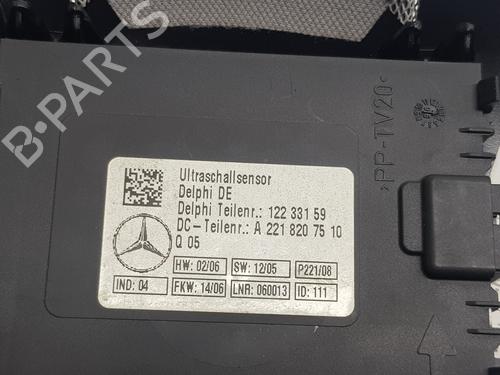 Ultraschallsensor
Delphi DE
Delphi Teilenr.: 122 331 59
DC-Teilenr.: A 221 820 75 10
Q 05
HW: 02/06 SW: 12/05 P221/08
IND: 04 FKW: 14/06 LNR: 060013 ID: 111
>PP-TV20<
B-PARTS